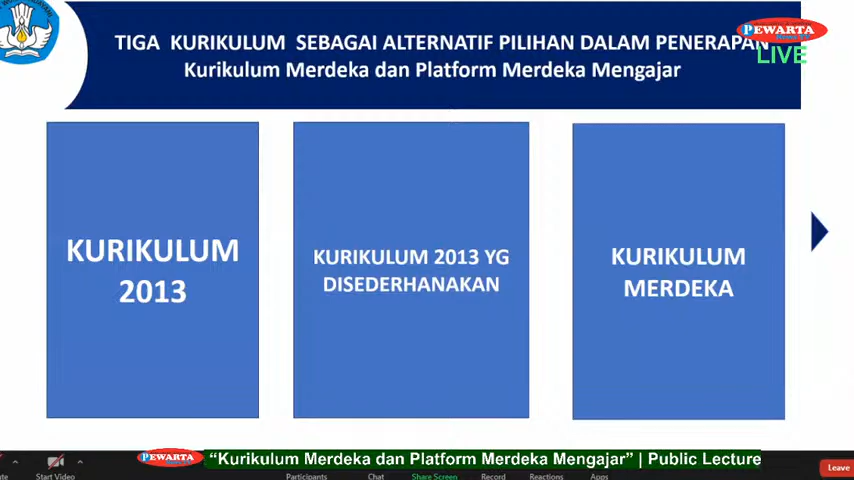 TIGA KURIKULUM SEBAGAI ALTERNATIF PILIHAN DALAM PENERAPAN
Kurikulum Merdeka dan Platform Merdeka Mengajar
PEWARTA
LIVE
KURIKULUM
2013
KURIKULUM 2013 YG
DISEDERHANAKAN
KURIKULUM
MERDEKA
PEWARTA
“Kurikulum Merdeka dan Platform Merdeka Mengajar” | Public Lecture
Start Video
Participants
Chat
Share Screen
Record
Reactions
Apps
Leave